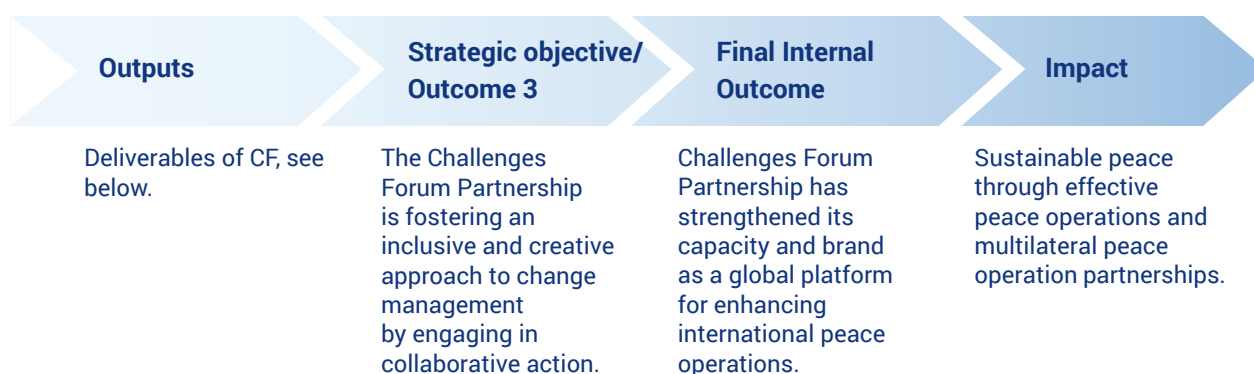 Outputs
Deliverables of CF, see
below.
Strategic objective/
Outcome 3
The Challenges
Forum Partnership
is fostering an
inclusive and creative
approach to change
management
by engaging in
collaborative action.
Final Internal
Outcome
Challenges Forum
Partnership has
strengthened its
capacity and brand
as a global platform
for enhancing
international peace
operations.
Impact
Sustainable peace
through effective
peace operations and
multilateral peace
operation partnerships.